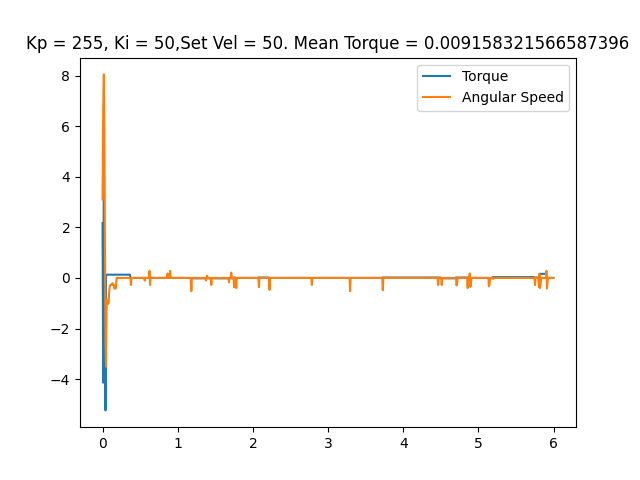 Kp = 255, Ki = 50,Set Vel = 50. Mean Torque = 0.009158321566587396
Torque
Angular Speed
8
6
4
2
0
−2
−4
0 1 2 3 4 5 6